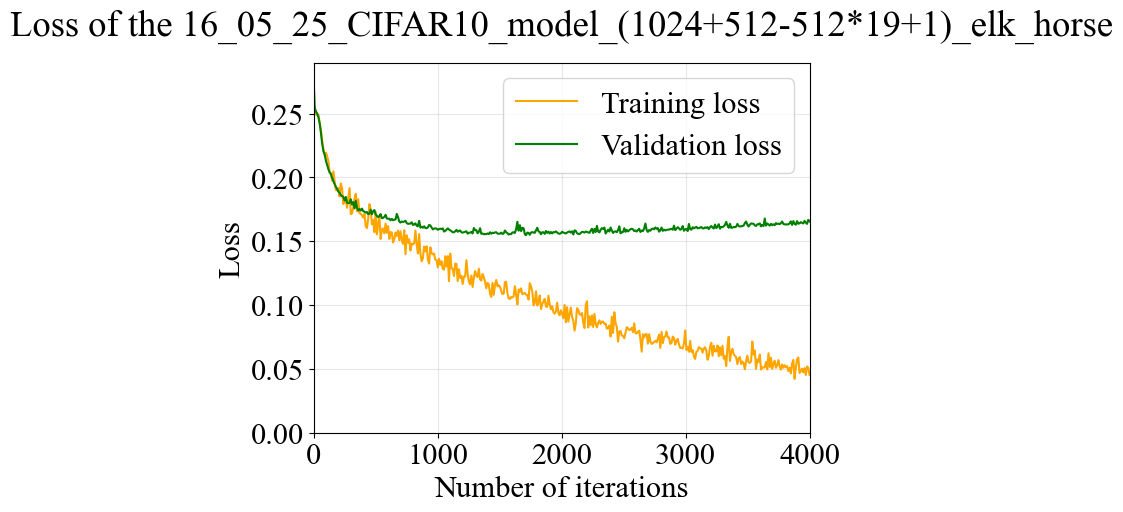 Loss of the 16_05_25_CIFAR10_model_(1024+512-512*19+1)_elk_horse
Training loss
Validation loss
0.25
0.20
0.15
0.10
0.05
0.00
Loss
0 1000 2000 3000 4000
Number of iterations